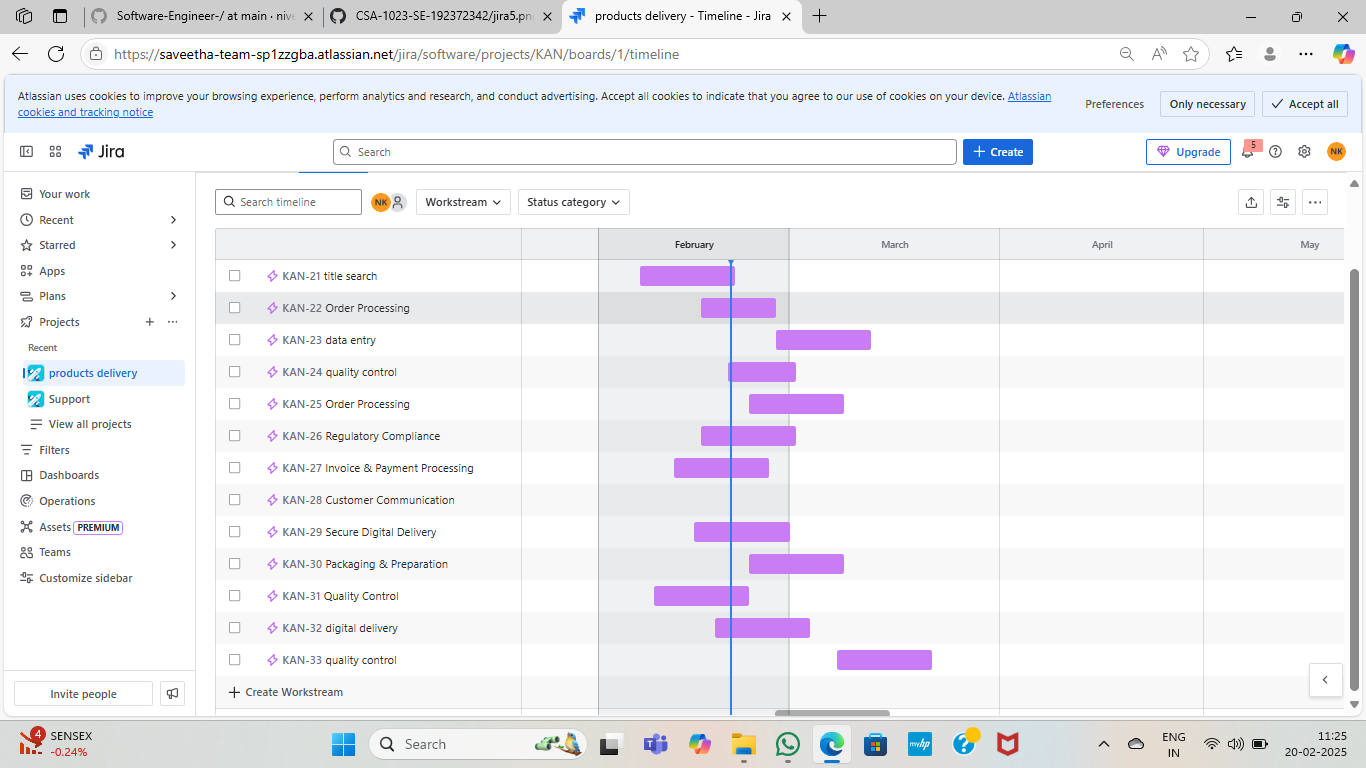 Software-Engineer-/ at main · nive
CSA-1023-SE-192372342/jira5.pn
products delivery - Timeline - Jira
https://saveetha-team-sp1zzgba.atlassian.net/jira/software/projects/KAN/boards/1/timeline
Atlassian uses cookies to improve your browsing experience, perform analytics and research, and conduct advertising. Accept all cookies to indicate that you agree to our use of cookies on your device. Atlassian
cookies and tracking notice
Preferences
Only necessary
Accept all
Jira
Search
Create
Upgrade
5
NK
Your work
Recent
Starred
Apps
Plans
Projects
Recent
products delivery
Support
View all projects
Filters
Dashboards
Operations
Assets PREMIUM
Teams
Customize sidebar
Invite people
Search timeline
NK
Workstream
Status category
February
March
April
May
KAN-21 title search
KAN-22 Order Processing
KAN-23 data entry
KAN-24 quality control
KAN-25 Order Processing
KAN-26 Regulatory Compliance
KAN-27 Invoice & Payment Processing
KAN-28 Customer Communication
KAN-29 Secure Digital Delivery
KAN-30 Packaging & Preparation
KAN-31 Quality Control
KAN-32 digital delivery
KAN-33 quality control
Create Workstream
4
SENSEX
-0.24%
Search
myhp
ENG
IN
11:25
20-02-2025